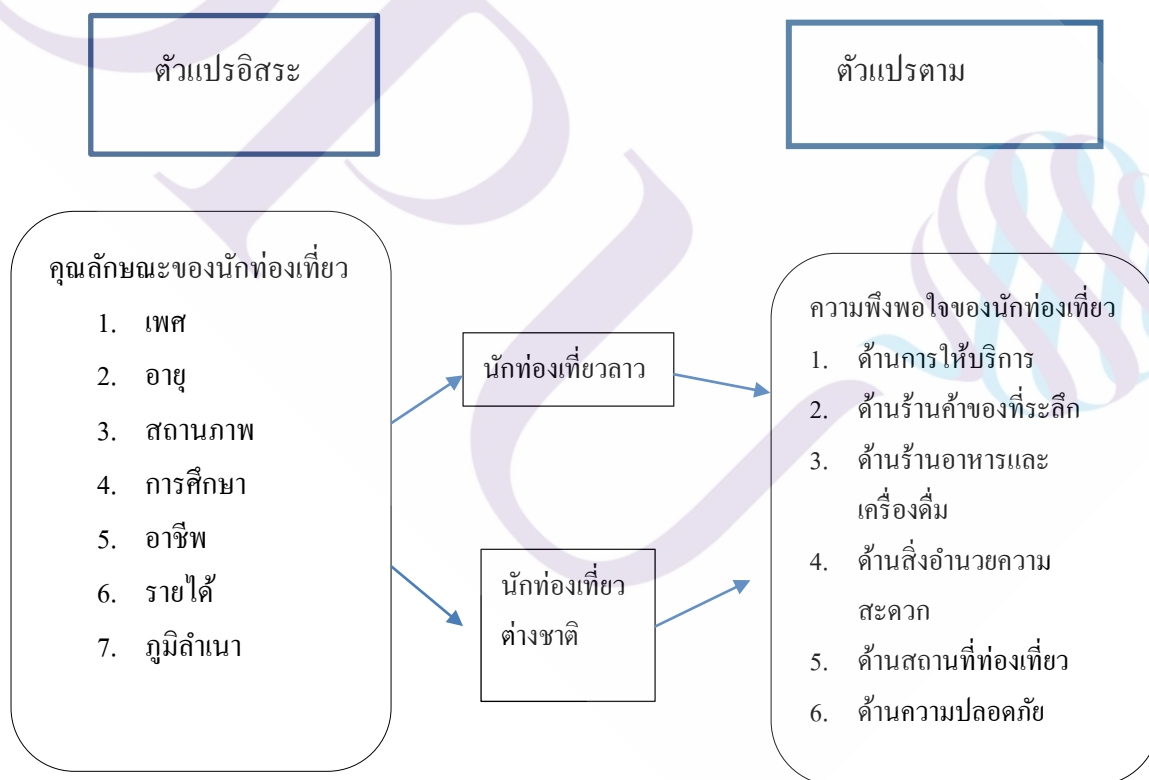 ตัวแปรอิสระ
ตัวแปรตาม
คุณลักษณะของนักท่องเที่ยว
1. เพศ
2. อายุ
3. สถานภาพ
4. การศึกษา
5. อาชีพ
6. รายได้
7. ภูมิลำเนา
นักท่องเที่ยวลาว
นักท่องเที่ยว
ต่างชาติ
ความพึงพอใจของนักท่องเที่ยว
1. ด้านการให้บริการ
2. ด้านร้านค้าของที่ระลึก
3. ด้านร้านอาหารและ
เครื่องดื่ม
4. ด้านสิ่งอำนวยความ
สะดวก
5. ด้านสถานที่ท่องเที่ยว
6. ด้านความปลอดภัย